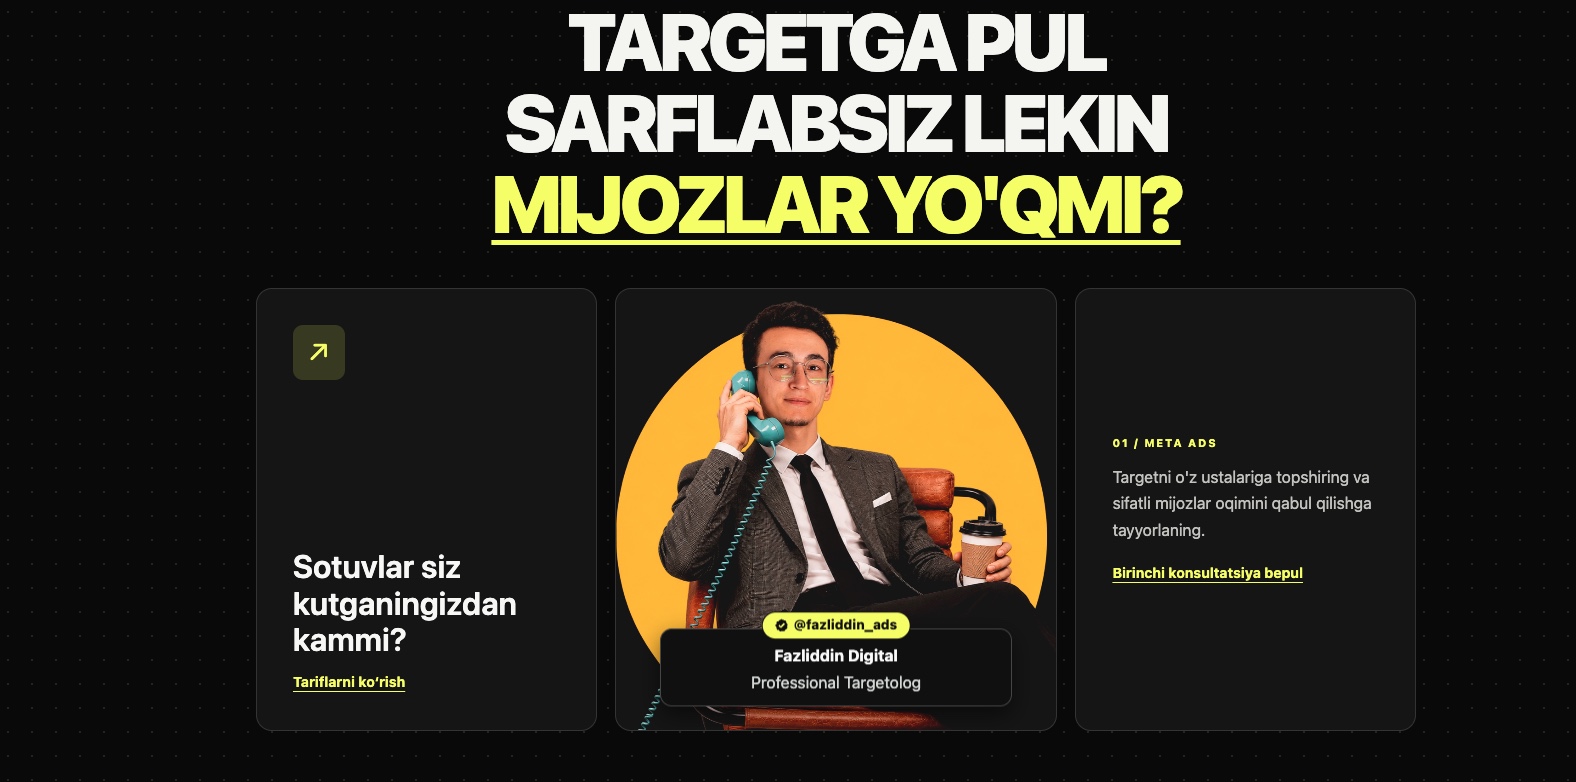 TARGETGA PUL
SARFLABSIZ LEKIN
MIJOZLAR YO'QMI?
Sotuvlar siz
kutganingizdan
kammi?
Tariflarni ko‘rish
@fazliddin_ads
Fazliddin Digital
Professional Targetolog
01 / META ADS
Targetni o'z ustalariga topshiring va
sifatli mijozlar oqimini qabul qilishga
tayyorlaning.
Birinchi konsultatsiya bepul